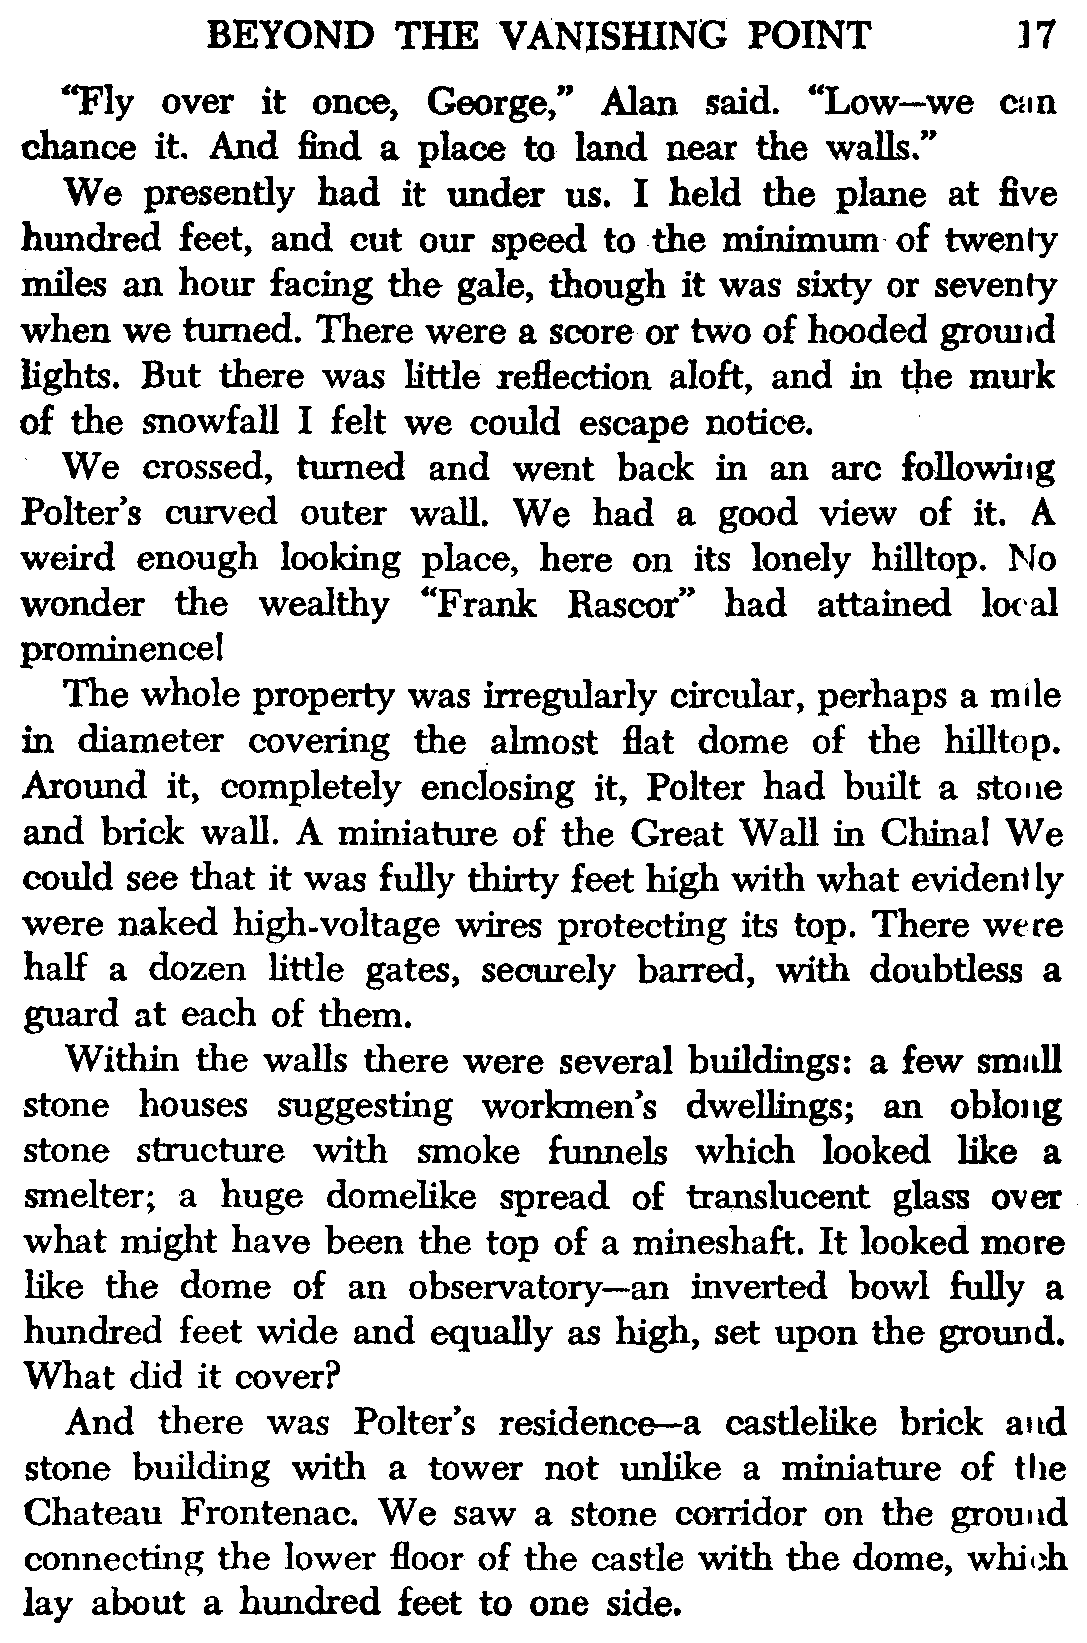 BEYOND THE VANISHING POINT 17
“Fly over it once, George,” Alan said. “Low—we can
chance it. And find a place to land near the walls.”
We presently had it under us. I held the plane at five
hundred feet, and cut our speed to the minimum of twenty
miles an hour facing the gale, though it was sixty or seventy
when we turned. There were a score or two of hooded ground
lights. But there was little reflection aloft, and in the murk
of the snowfall I felt we could escape notice.
We crossed, turned and went back in an arc following
Polter’s curved outer wall. We had a good view of it. A
weird enough looking place, here on its lonely hilltop. No
wonder the wealthy “Frank Rascor” had attained local
prominence!
The whole property was irregularly circular, perhaps a mile
in diameter covering the almost flat dome of the hilltop.
Around it, completely enclosing it, Polter had built a stone
and brick wall. A miniature of the Great Wall in China! We
could see that it was fully thirty feet high with what evidently
were naked high-voltage wires protecting its top. There were
half a dozen little gates, securely barred, with doubtless a
guard at each of them.
Within the walls there were several buildings: a few small
stone houses suggesting workmen’s dwellings; an oblong
stone structure with smoke funnels which looked like a
smelter; a huge domelike spread of translucent glass over
what might have been the top of a mineshaft. It looked more
like the dome of an observatory—an inverted bowl fully a
hundred feet wide and equally as high, set upon the ground.
What did it cover?
And there was Polter’s residence—a castlelike brick and
stone building with a tower not unlike a miniature of the
Chateau Frontenac. We saw a stone corridor on the ground
connecting the lower floor of the castle with the dome, which
lay about a hundred feet to one side.